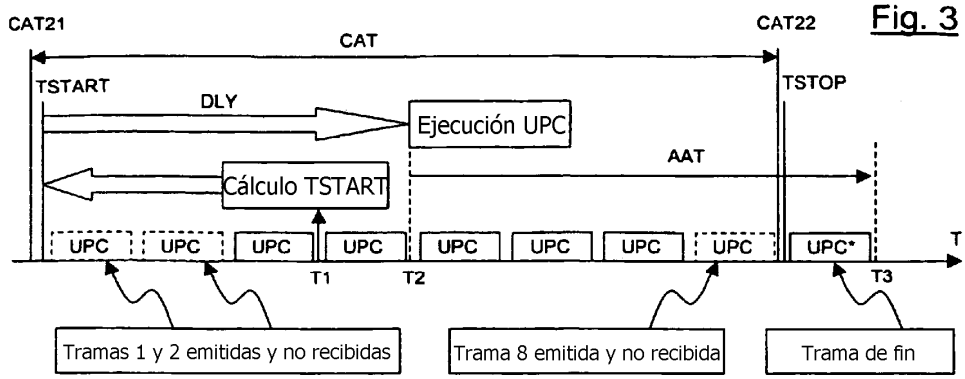 Fig. 3
CAT21
CAT
CAT22
TSTART
TSTOP
DLY
Ejecución UPC
AAT
Cálculo TSTART
UPC UPC UPC UPC UPC UPC UPC UPC UPC* T
T1 T2 T3
Tramas 1 y 2 emitidas y no recibidas
Trama 8 emitida y no recibida
Trama de fin